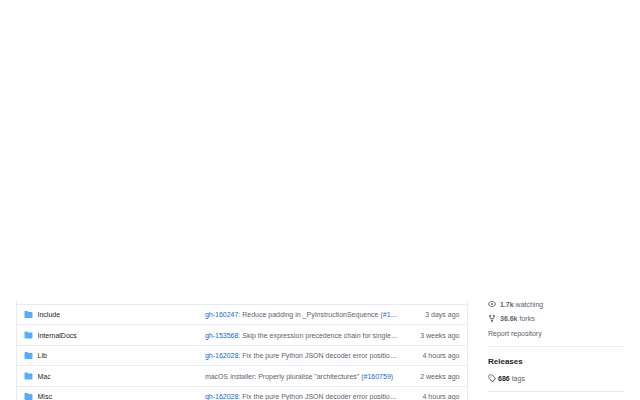 Include gh-160247: Reduce padding in _PyInstructionSequence (#1... 3 days ago
InternalDocs gh-153568: Skip the expression precedence chain for single... 3 weeks ago
Lib gh-162028: Fix the pure Python JSON decoder error positio... 4 hours ago
Mac macOS installer: Properly pluralise "architectures" (#160759) 2 weeks ago
Misc gh-162028: Fix the pure Python JSON decoder error positio... 4 hours ago
1.7k watching
36.6k forks
Report repository
Releases
686 tags